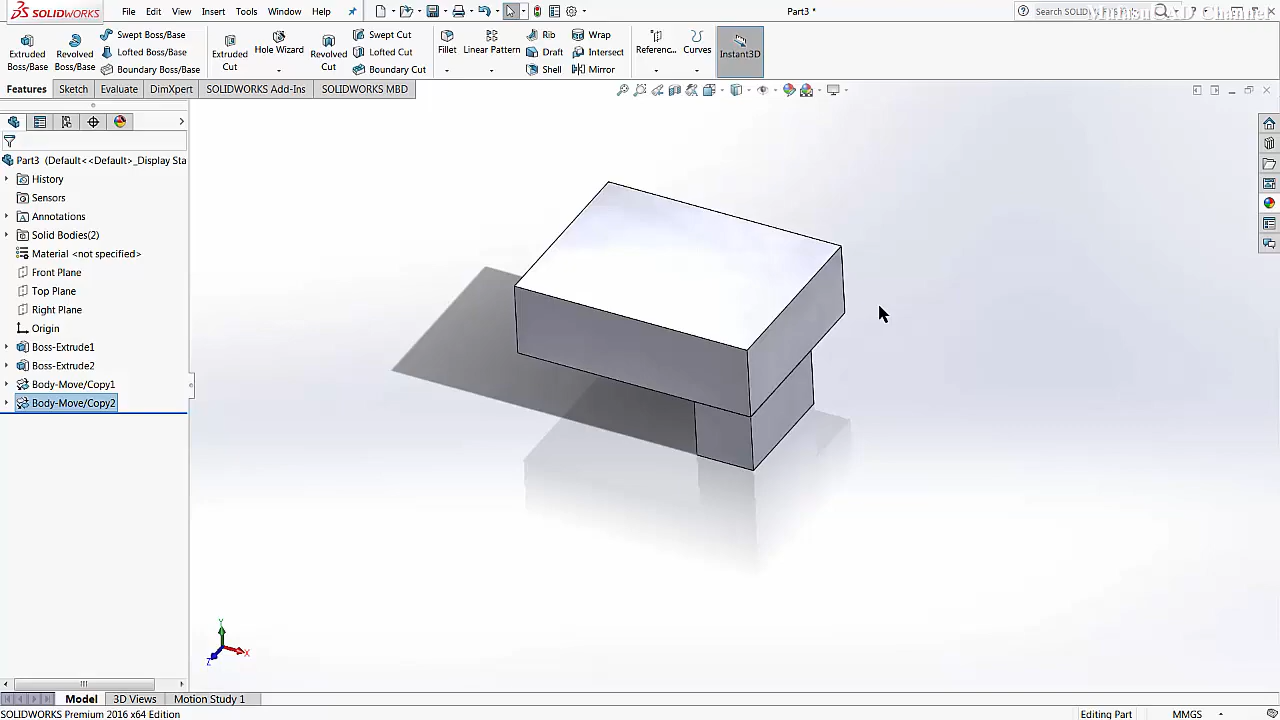 SOLIDWORKS File Edit View Insert Tools Window Help Part3 *
Extruded Boss/Base Revolved Boss/Base Swept Boss/Base Lofted Boss/Base Boundary Boss/Base Extruded Cut Hole Wizard Revolved Cut Swept Cut Lofted Cut Boundary Cut Fillet Linear Pattern Rib Draft Shell Wrap Intersect Mirror Referenc... Curves Instant3D
Features Sketch Evaluate DimXpert SOLIDWORKS Add-Ins SOLIDWORKS MBD
Part3 (Default<<Default>_Display Sta
History
Sensors
Annotations
Solid Bodies(2)
Material <not specified>
Front Plane
Top Plane
Right Plane
Origin
Boss-Extrude1
Boss-Extrude2
Body-Move/Copy1
Body-Move/Copy2
Y
X
Z
Model 3D Views Motion Study 1
SOLIDWORKS Premium 2016 x64 Edition Editing Part MMGS